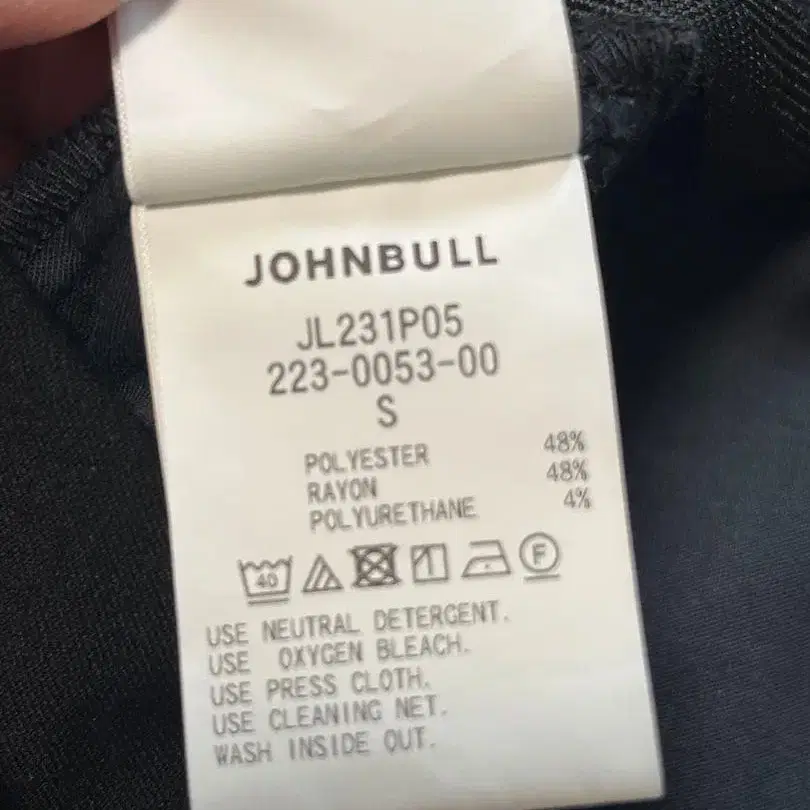 JOHNBULL
JL231P05
223-0053-00
S
POLYESTER 48%
RAYON 48%
POLYURETHANE 4%
40 F
USE NEUTRAL DETERGENT.
USE OXYGEN BLEACH.
USE PRESS CLOTH.
USE CLEANING NET.
WASH INSIDE OUT.